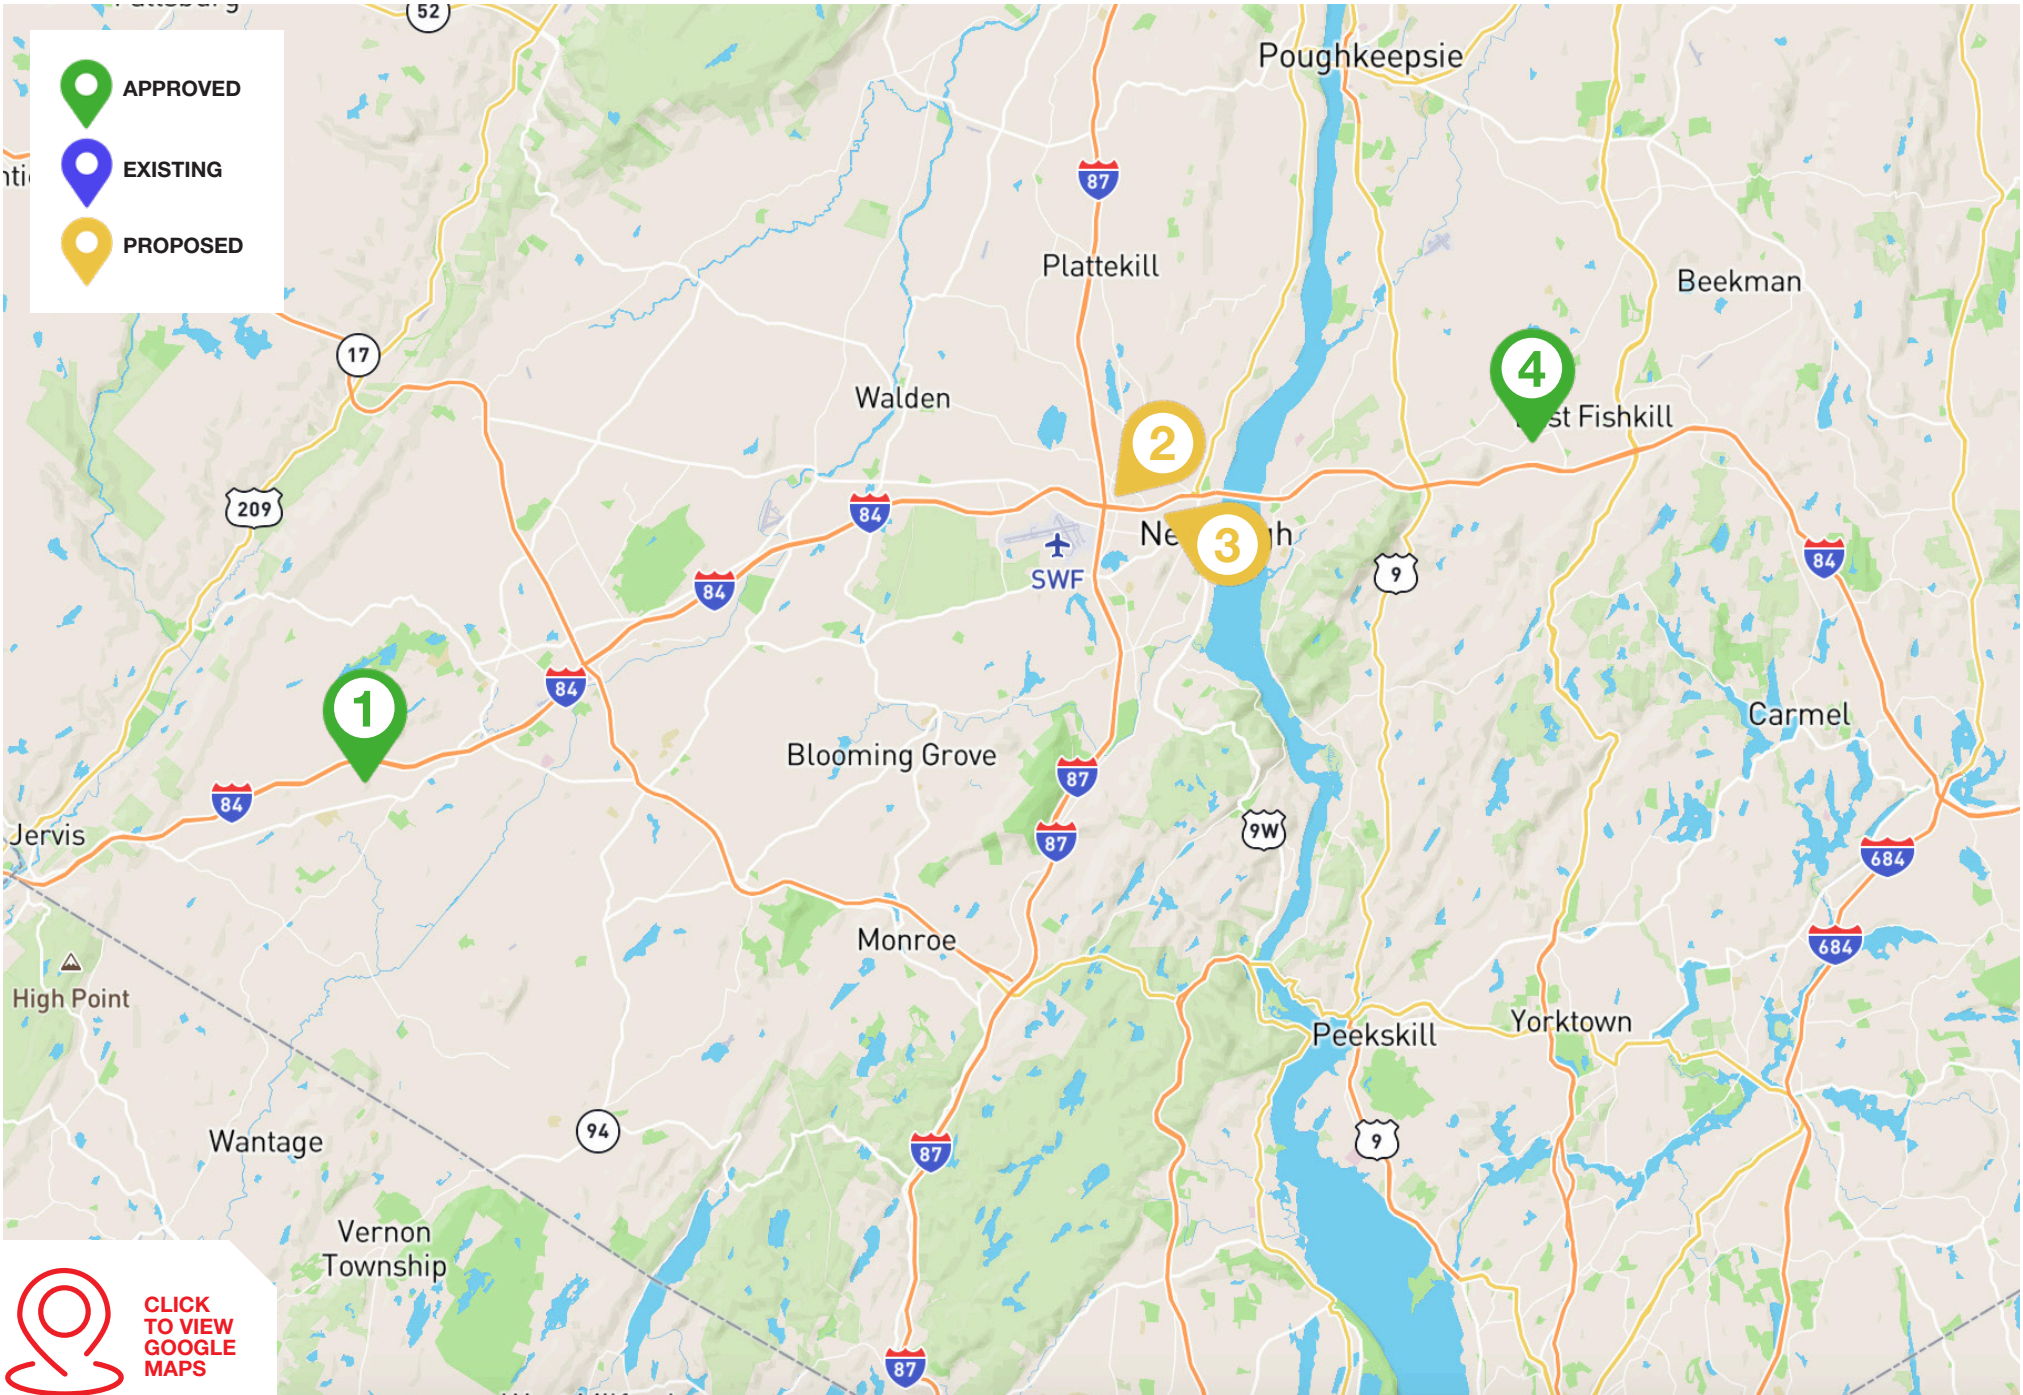 52
Poughkeepsie
APPROVED
EXISTING
PROPOSED
87
Plattekill
Beekman
17
Walden
4
st Fishkill
2
209
84
3
SWF
9
84
84
84
1
Carmel
Blooming Grove
87
84
9W
87
Jervis
684
Monroe
684
High Point
Yorktown
Peekskill
94
Wantage
87
9
Vernon
Township
CLICK
TO VIEW
GOOGLE
MAPS
87